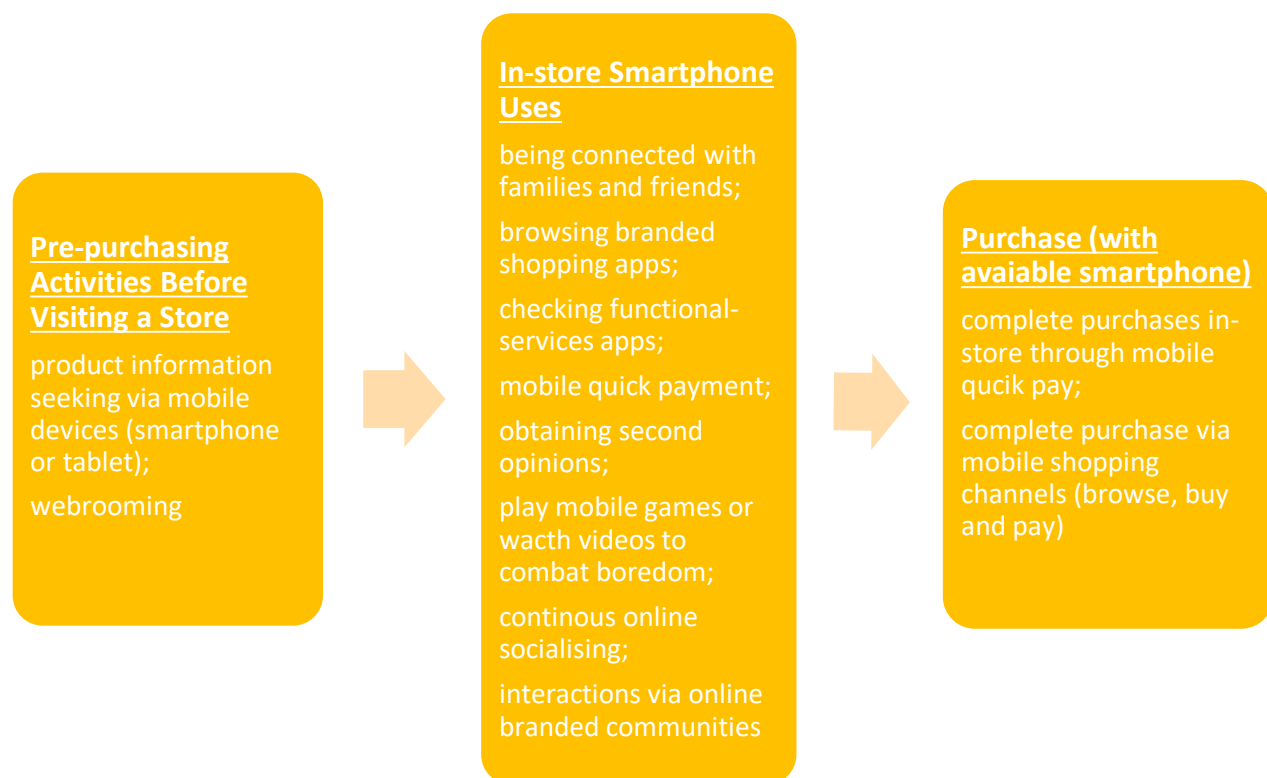 Pre-purchasing
Activities Before
Visiting a Store
product information
seeking via mobile
devices (smartphone
or tablet);
webrooming
In-store Smartphone
Uses
being connected with
families and friends;
browsing branded
shopping apps;
checking functional-
services apps;
mobile quick payment;
obtaining second
opinions;
play mobile games or
wacth videos to
combat boredom;
continous online
socialising;
interactions via online
branded communities
Purchase (with
avaiable smartphone)
complete purchases in-
store through mobile
qucik pay;
complete purchase via
mobile shopping
channels (browse, buy
and pay)